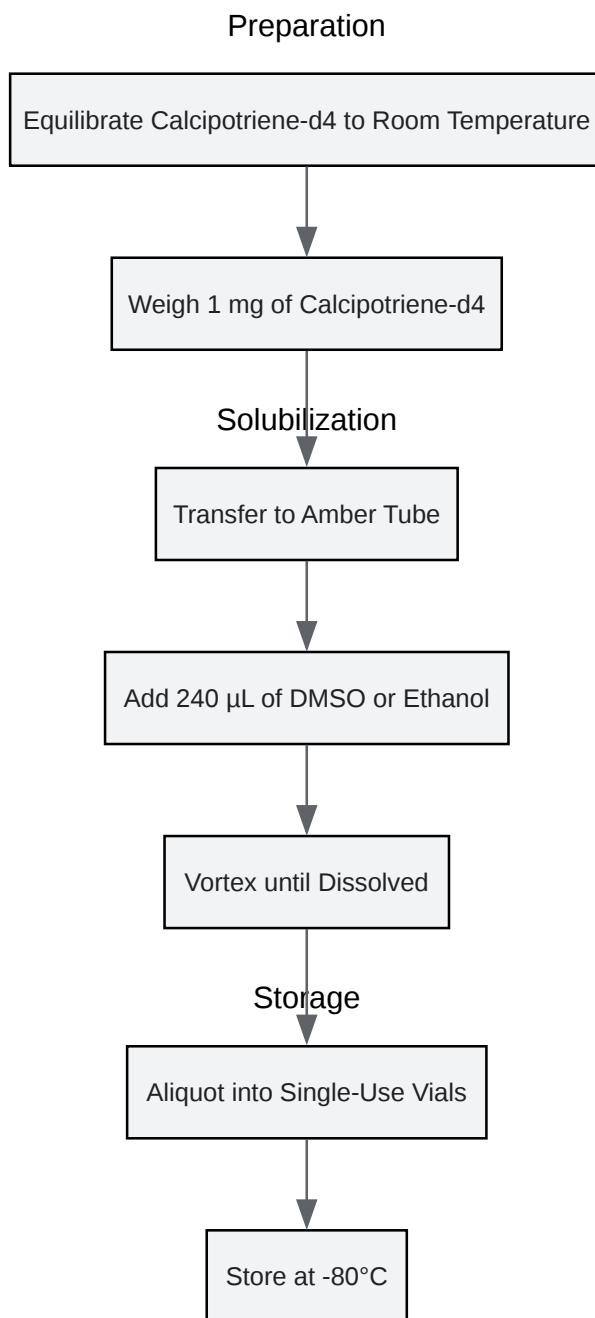 Preparation
Equilibrate Calcipotriene-d4 to Room Temperature
Weigh 1 mg of Calcipotriene-d4
Solubilization
Transfer to Amber Tube
Add 240 µL of DMSO or Ethanol
Vortex until Dissolved
Storage
Aliquot into Single-Use Vials
Store at -80°C